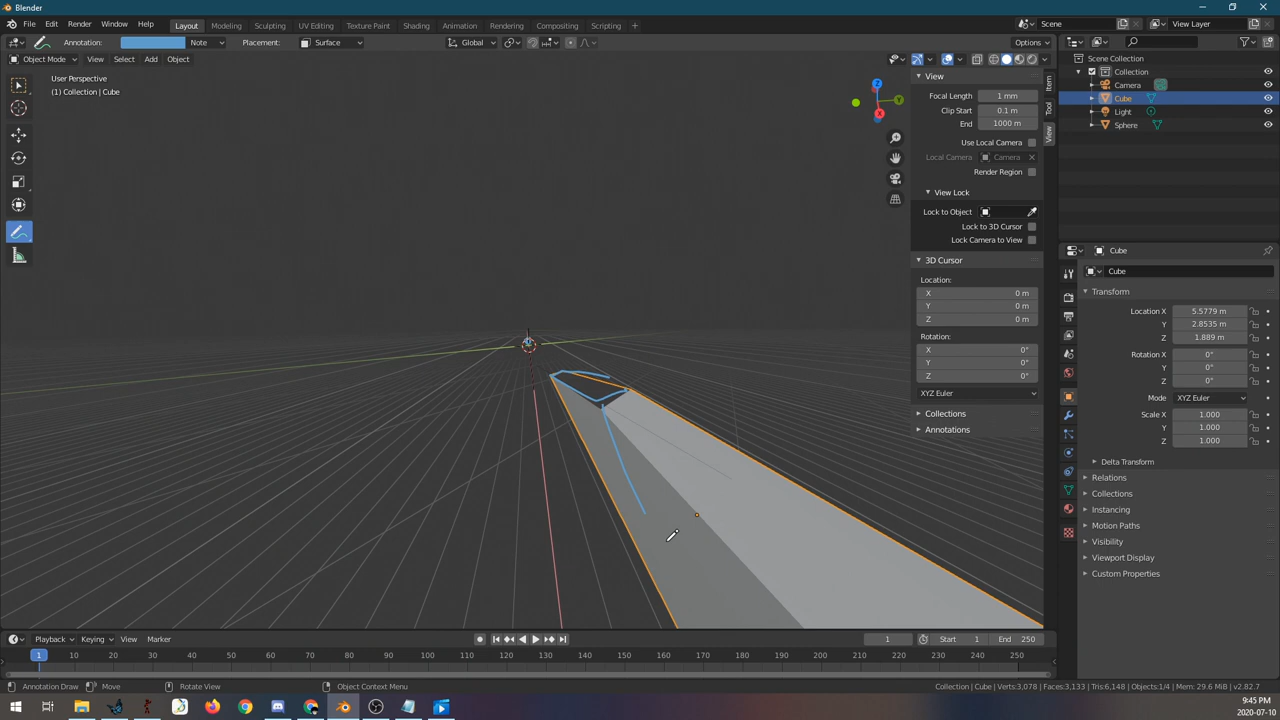 Blender
File Edit Render Window Help Layout Modeling Sculpting UV Editing Texture Paint Shading Animation Rendering Compositing Scripting + Scene View Layer
Annotation: Note Placement: Surface Global Options
Object Mode View Select Add Object
User Perspective
(1) Collection | Cube
Z
Y
X
View
Focal Length 1 mm
Clip Start 0.1 m
End 1000 m
Use Local Camera
Local Camera Camera
Render Region
View Lock
Lock to Object
Lock to 3D Cursor
Lock Camera to View
3D Cursor
Location:
X 0 m
Y 0 m
Z 0 m
Rotation:
X 0°
Y 0°
Z 0°
XYZ Euler
Collections
Annotations
Item
Tool
View
Scene Collection
Collection
Camera
Cube
Light
Sphere
Cube
Cube
Transform
Location X 5.5779 m
Y 2.8535 m
Z 1.889 m
Rotation X 0°
Y 0°
Z 0°
Mode XYZ Euler
Scale X 1.000
Y 1.000
Z 1.000
Delta Transform
Relations
Collections
Instancing
Motion Paths
Visibility
Viewport Display
Custom Properties
Playback Keying View Marker 1 Start 1 End 250
1 10 20 30 40 50 60 70 80 90 100 110 120 130 140 150 160 170 180 190 200 210 220 230 240 250
Annotation Draw Move Rotate View Object Context Menu Collection | Cube | Verts:3,078 | Faces:3,133 | Tris:6,148 | Objects:1/4 | Mem: 29.6 MiB | v2.82.7
9:45 PM
2020-07-10